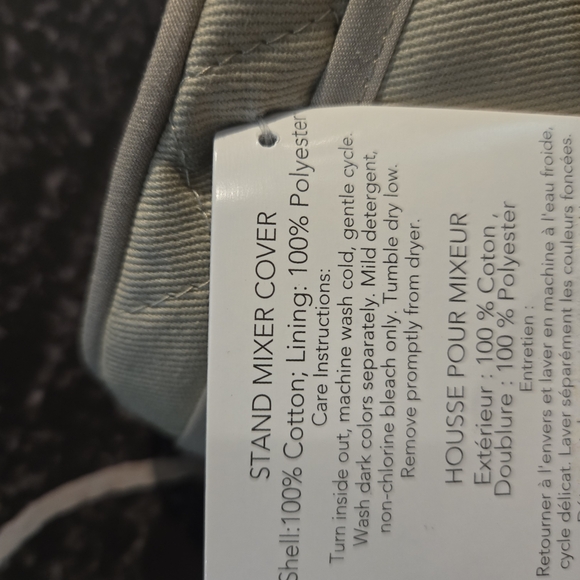 STAND MIXER COVER
Shell:100% Cotton; Lining: 100% Polyester
Care Instructions:
Turn inside out, machine wash cold, gentle cycle.
Wash dark colors separately. Mild detergent,
non-chlorine bleach only. Tumble dry low.
Remove promptly from dryer.
HOUSSE POUR MIXEUR
Extérieur : 100 % Coton ,
Doublure : 100 % Polyester
Entretien :
Retourner à l'envers et laver en machine à l'eau froide,
cycle délicat. Laver séparément les couleurs foncées.